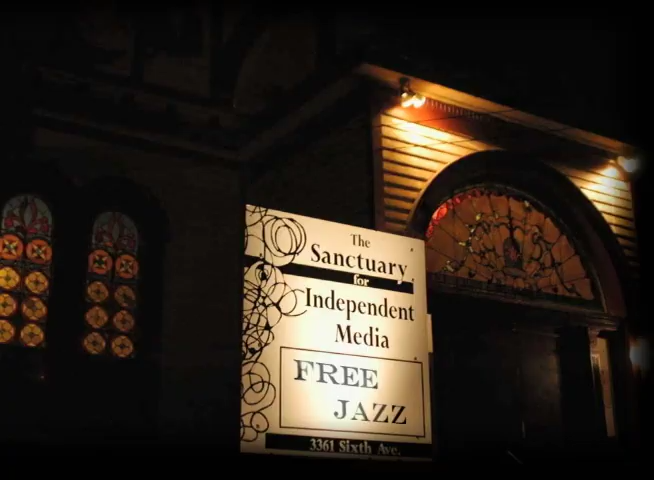 The
Sanctuary
for
Independent
Media
FREE
JAZZ
3361 Sixth Ave.